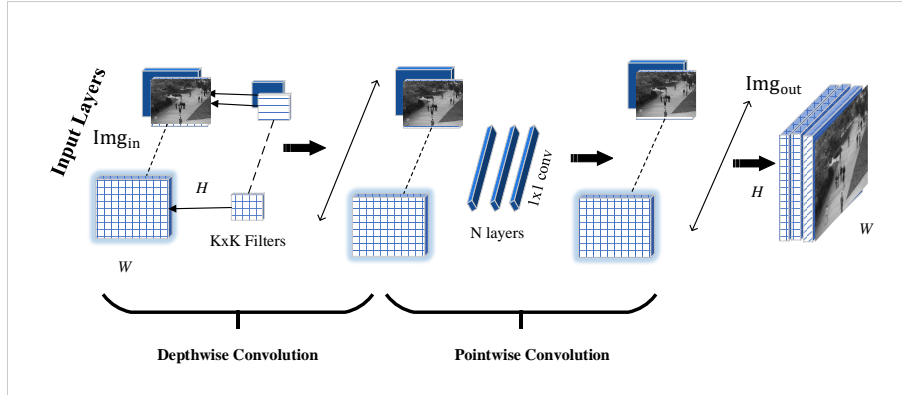 Input Layers
Img_in
H
W
KxK Filters
N layers
1x1 conv
Img_out
H
W
Depthwise Convolution
Pointwise Convolution